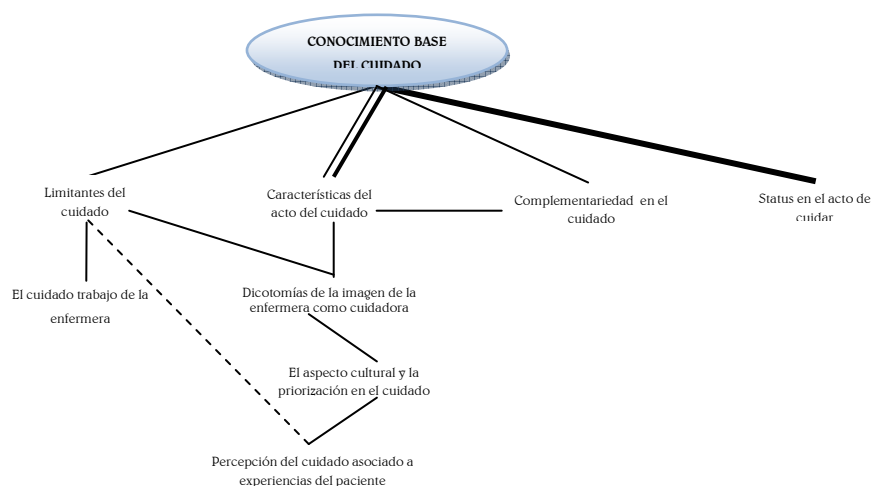 CONOCIMIENTO BASE
DEL CUIDADO
Limitantes del
cuidado
Características del
acto del cuidado
Complementariedad en el
cuidado
Status en el acto de
cuidar
El cuidado trabajo de la
enfermera
Dicotomías de la imagen de la
enfermera como cuidadora
El aspecto cultural y la
priorización en el cuidado
Percepción del cuidado asociado a
experiencias del paciente